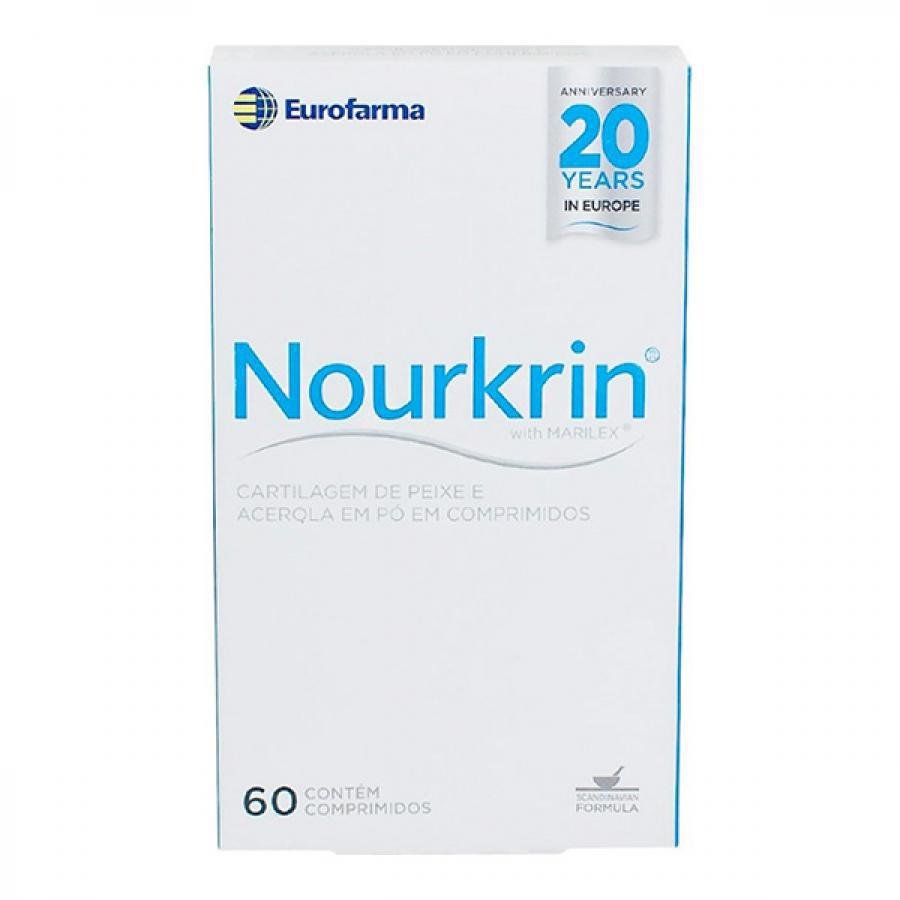 Eurofarma
ANNIVERSARY
20
YEARS
IN EUROPE
Nourkrin®
with MARILEX®
CARTILAGEM DE PEIXE E
ACEROLA EM PÓ EM COMPRIMIDOS
60 CONTÉM
COMPRIMIDOS
SCANDINAVIAN
FORMULA